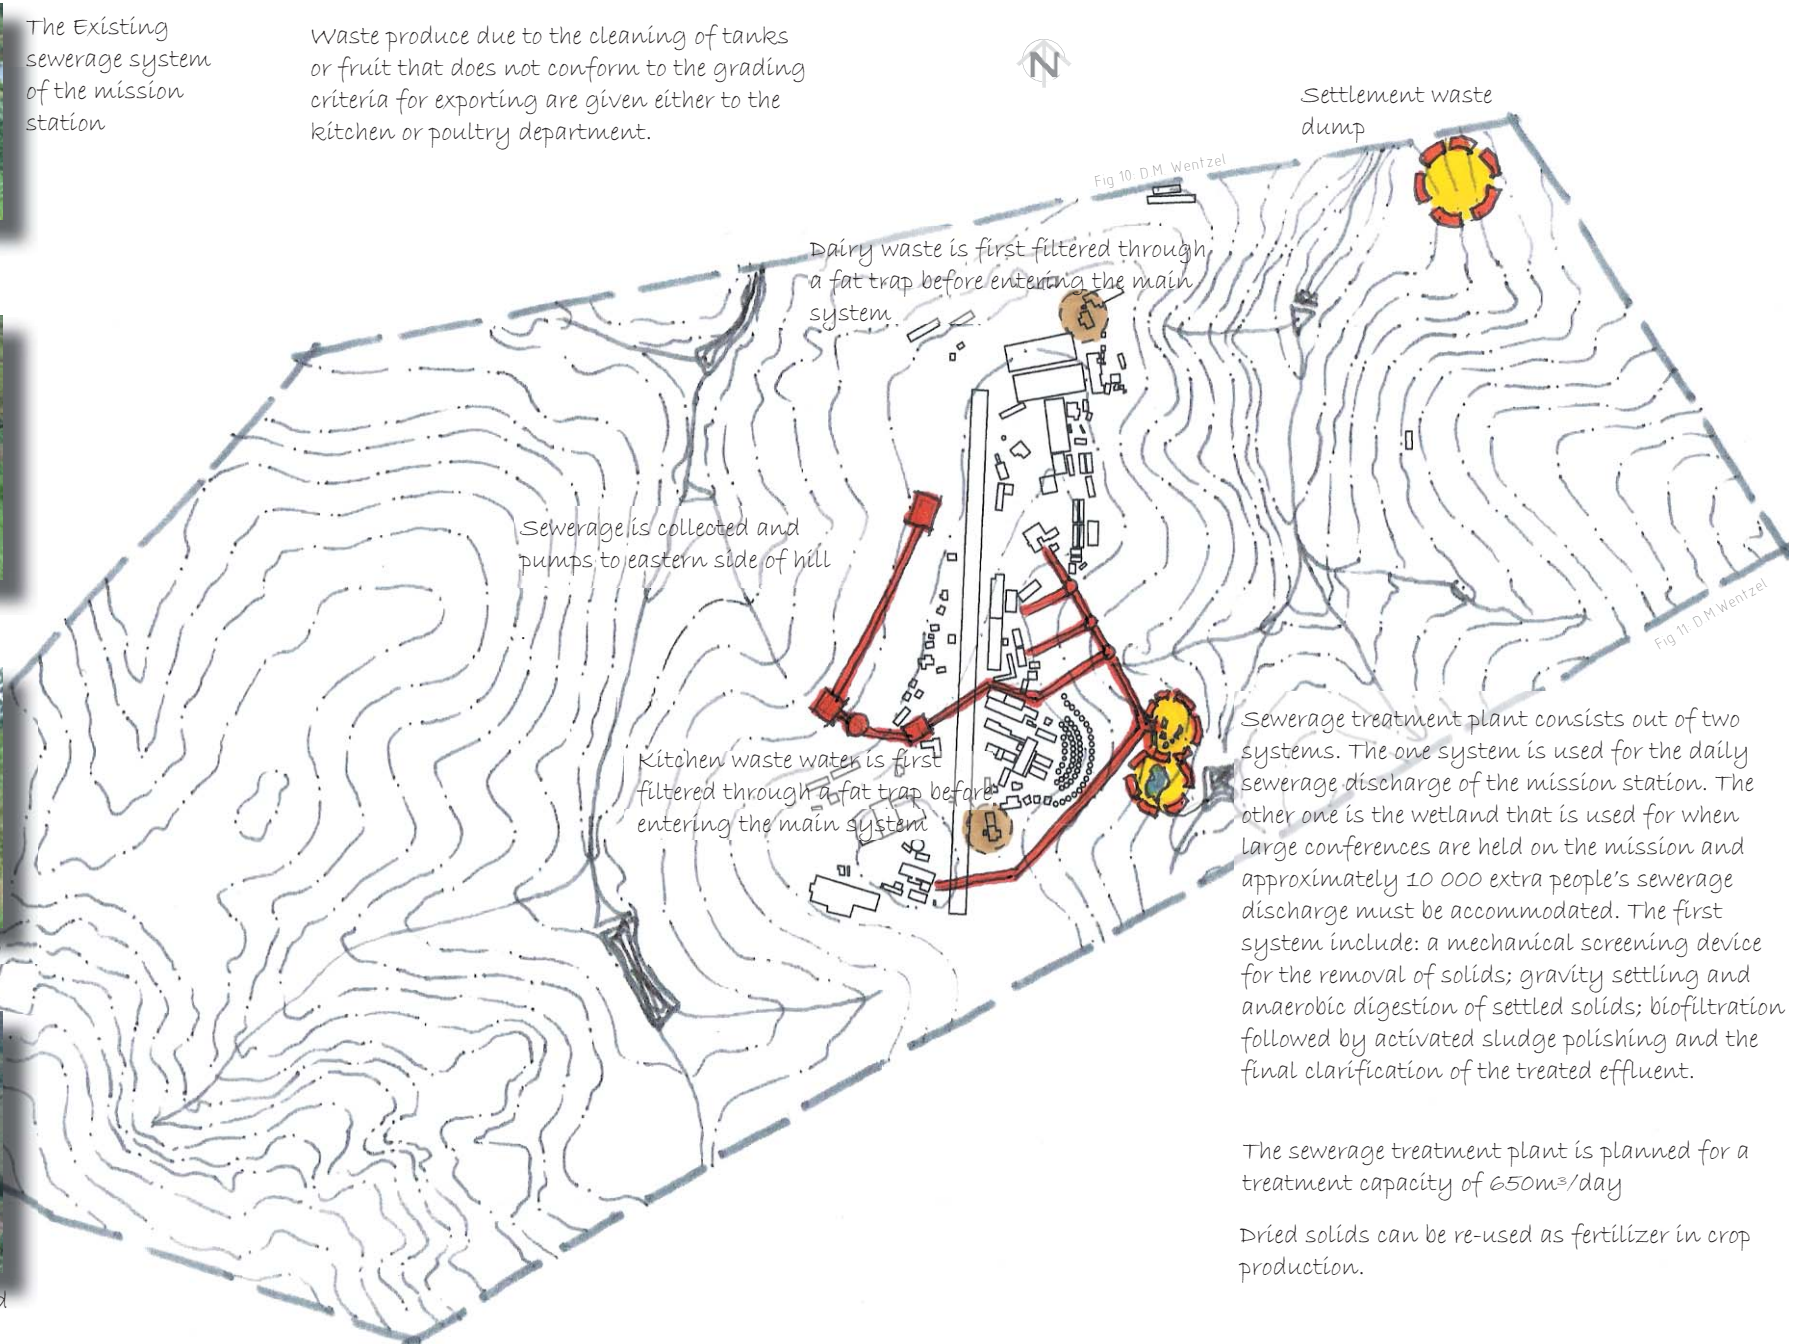 The Existing
sewerage system
of the mission
station
Waste produce due to the cleaning of tanks
or fruit that does not conform to the grading
criteria for exporting are given either to the
kitchen or poultry department.
N
Settlement waste
dump
Fig 10: D.M. Wentzel
Dairy waste is first filtered through
a fat trap before entering the main
system
Sewerage is collected and
pumps to eastern side of hill
Fig 11: D.M.Wentzel
Kitchen waste water is first
filtered through a fat trap before
entering the main system
Sewerage treatment plant consists out of two
systems. The one system is used for the daily
sewerage discharge of the mission station. The
other one is the wetland that is used for when
large conferences are held on the mission and
approximately 10 000 extra people's sewerage
discharge must be accommodated. The first
system include: a mechanical screening device
for the removal of solids; gravity settling and
anaerobic digestion of settled solids; biofiltration
followed by activated sludge polishing and the
final clarification of the treated effluent.
The sewerage treatment plant is planned for a
treatment capacity of 650m³/day
Dried solids can be re-used as fertilizer in crop
production.